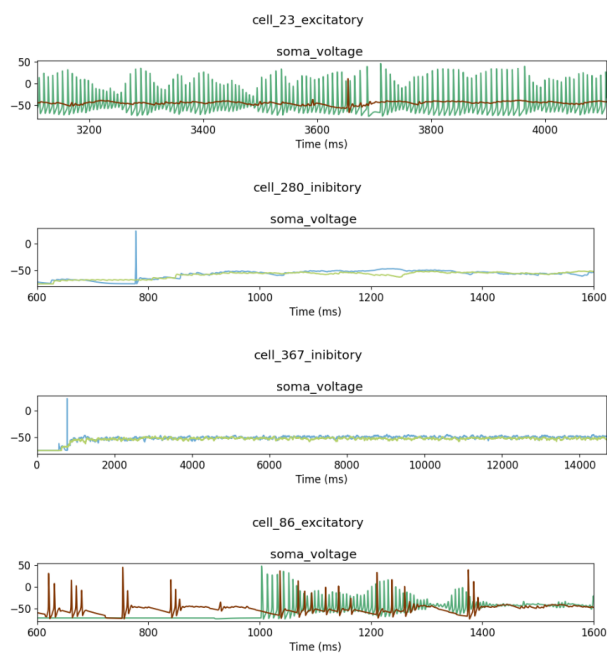 cell_23_excitatory
soma_voltage
50
0
−50
3200 3400 3600 3800 4000
Time (ms)
cell_280_inibitory
soma_voltage
0
−50
600 800 1000 1200 1400 1600
Time (ms)
cell_367_inibitory
soma_voltage
0
−50
0 2000 4000 6000 8000 10000 12000 14000
Time (ms)
cell_86_excitatory
soma_voltage
50
0
−50
600 800 1000 1200 1400 1600
Time (ms)